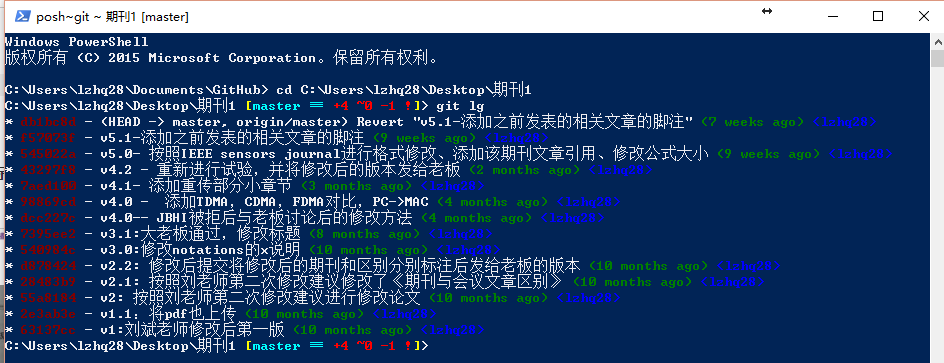 posh~git ~ 期刊1 [master]
Windows PowerShell
版权所有 (C) 2015 Microsoft Corporation。保留所有权利。
C:\Users\lzhq28\Documents\GitHub> cd C:\Users\lzhq28\Desktop\期刊1
C:\Users\lzhq28\Desktop\期刊1 [master ≡ +4 ~0 -1 !]> git lg
* - (HEAD -> master, origin/master) Revert "v5.1-添加之前发表的相关文章的脚注" (7 weeks ago) <lzhq28>
* - v5.1-添加之前发表的相关文章的脚注 (9 weeks ago) <lzhq28>
* - v5.0- 按照IEEE sensors journal进行格式修改、添加该期刊文章引用、修改公式大小 (9 weeks ago) <lzhq28>
* - v4.2 - 重新进行试验，并将修改后的版本发给老板 (2 months ago) <lzhq28>
* - v4.1- 添加重传部分小章节 (3 months ago) <lzhq28>
* - v4.0 - 添加TDMA, CDMA, FDMA对比，PC->MAC (4 months ago) <lzhq28>
* - v4.0-- JBHI被拒后与老板讨论后的修改方法 (4 months ago) <lzhq28>
* - v3.1:大老板通过，修改标题 (8 months ago) <lzhq28>
* - v3.0:修改notations的x说明 (10 months ago) <lzhq28>
* - v2.2: 修改后提交将修改后的期刊和区别分别标注后发给老板的版本 (10 months ago) <lzhq28>
* - v2.1: 按照刘老师第二次修改建议修改了《期刊与会议文章区别》 (10 months ago) <lzhq28>
* - v2: 按照刘老师第二次修改建议进行修改论文 (10 months ago) <lzhq28>
* - v1.1: 将pdf也上传 (10 months ago) <lzhq28>
* - v1:刘斌老师修改后第一版 (10 months ago) <lzhq28>
C:\Users\lzhq28\Desktop\期刊1 [master ≡ +4 ~0 -1 !]>